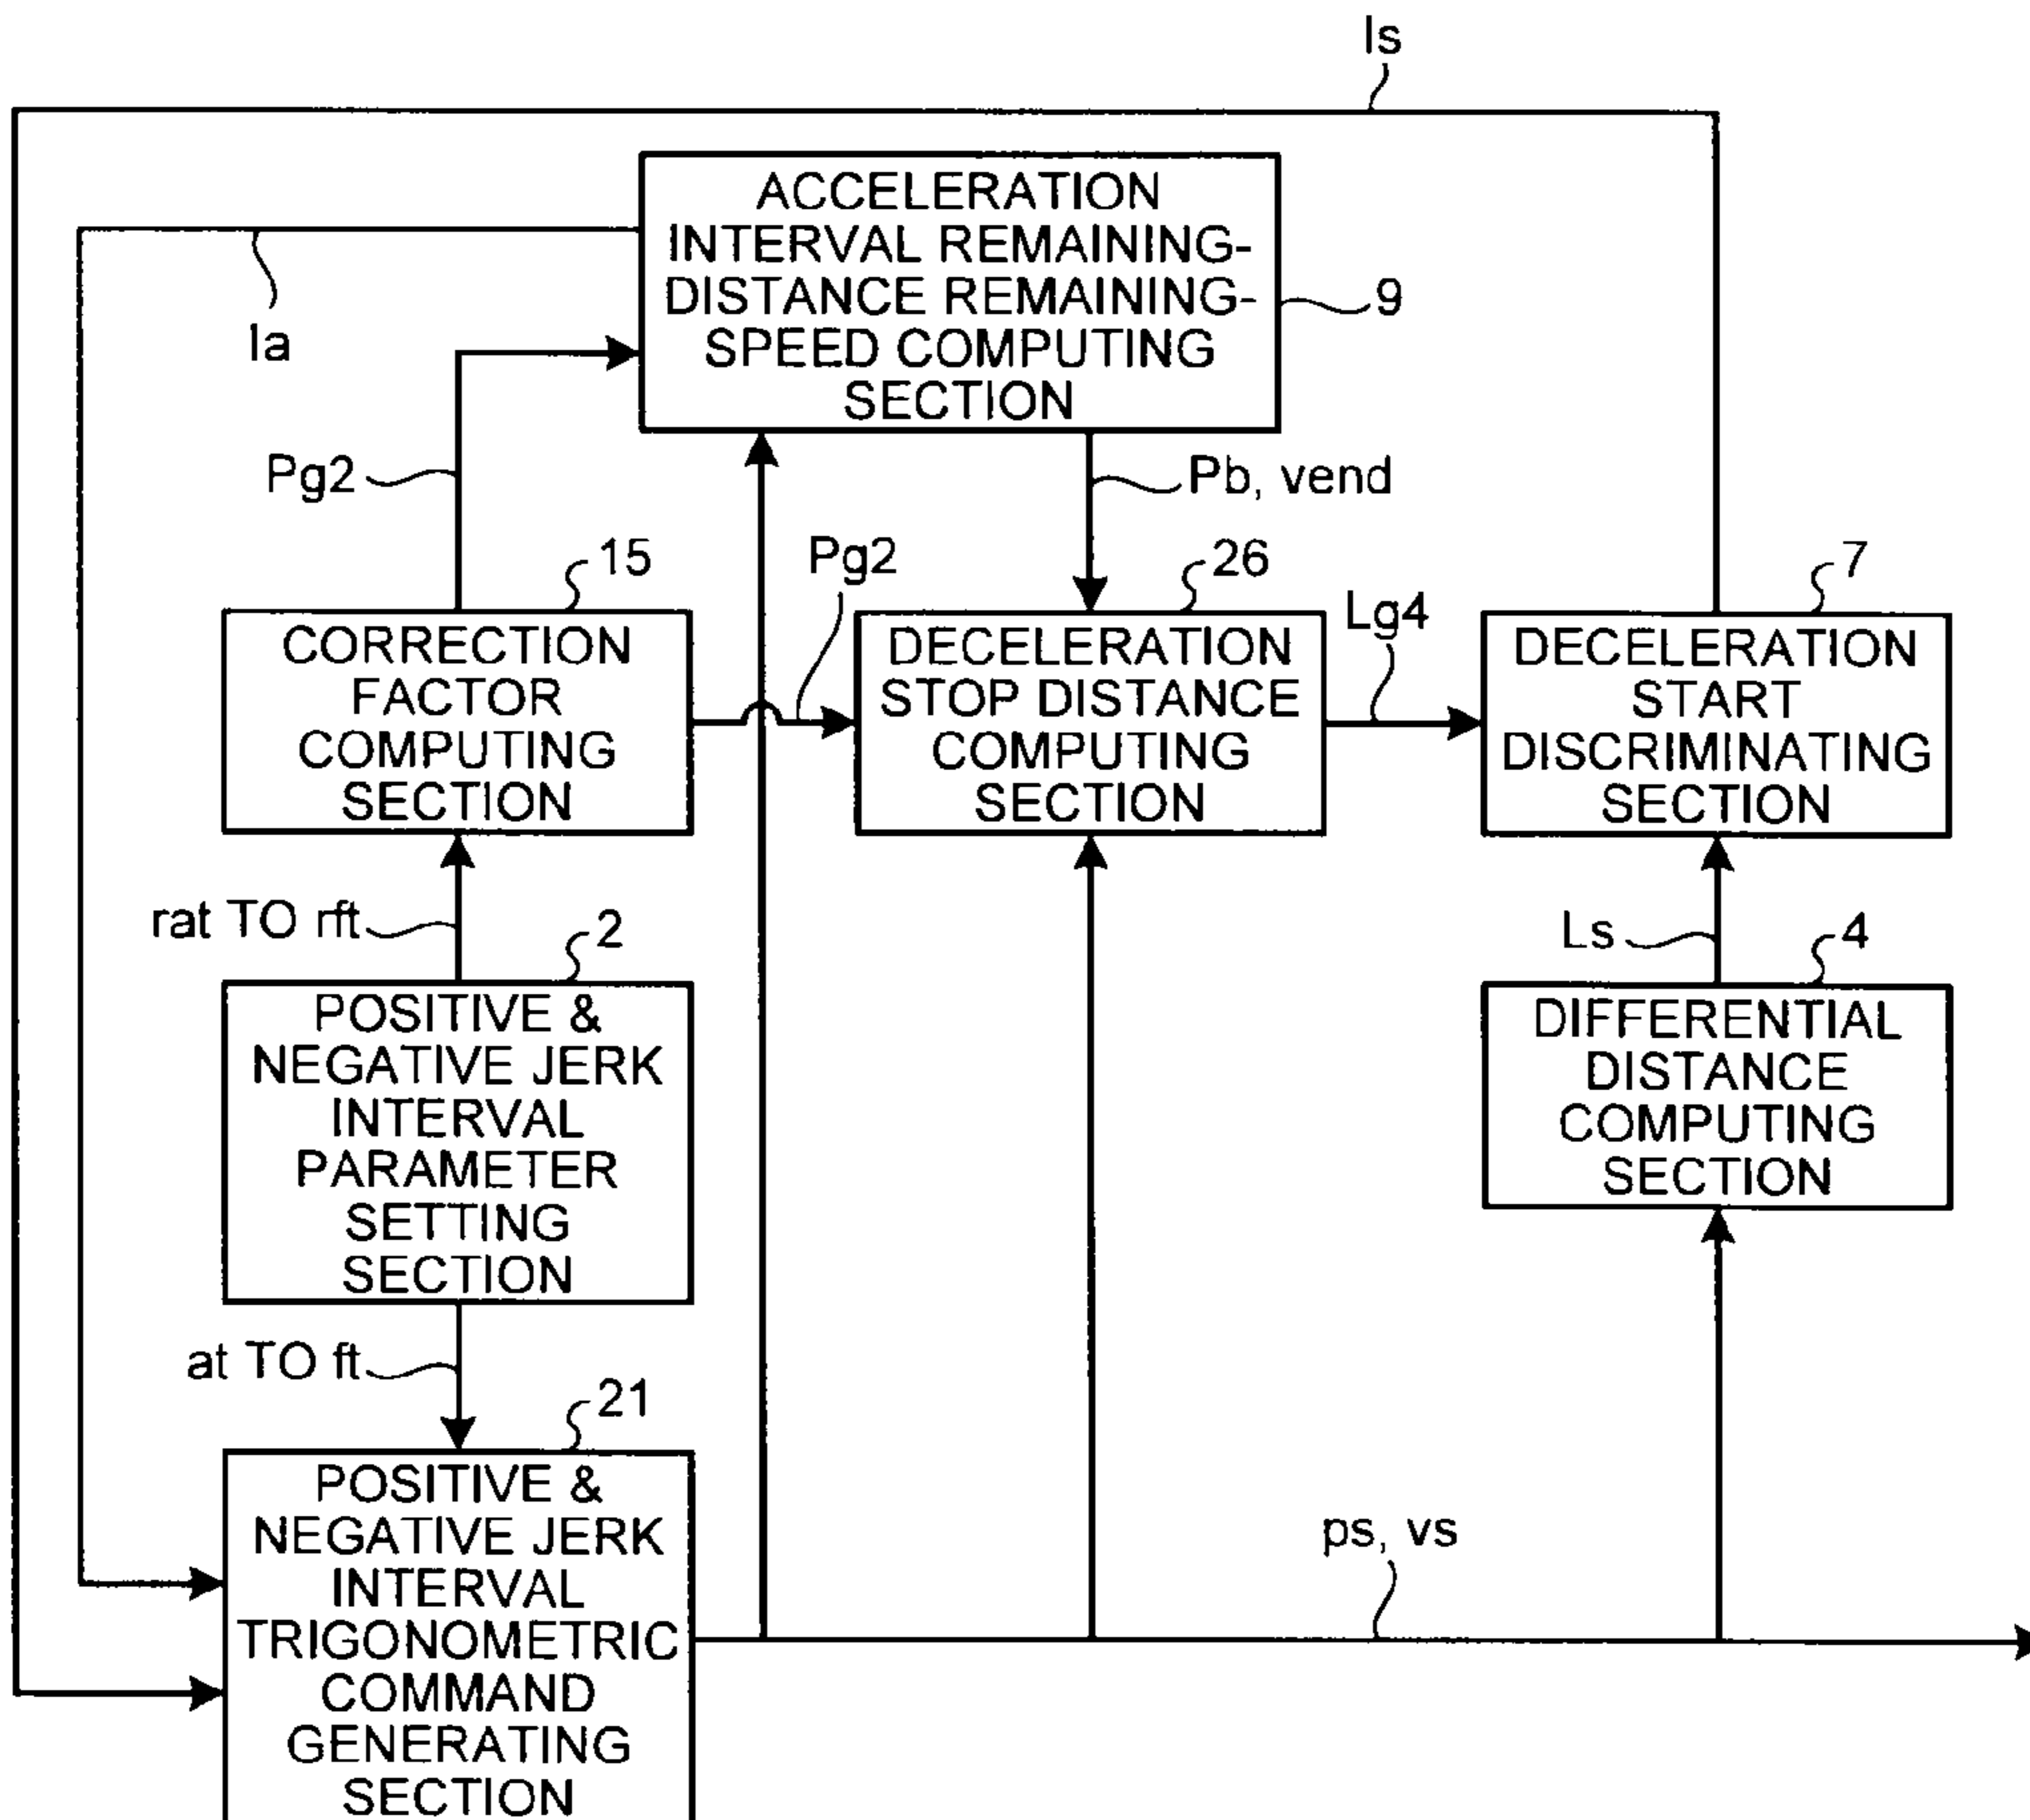 Is
ACCELERATION
INTERVAL REMAINING-
DISTANCE REMAINING-
SPEED COMPUTING
SECTION
9
Ia
Pg2
Pb, vend
15
Pg2
26
Lg4
7
CORRECTION
FACTOR
COMPUTING
SECTION
DECELERATION
STOP DISTANCE
COMPUTING
SECTION
DECELERATION
START
DISCRIMINATING
SECTION
rat TO rft
2
Ls
4
POSITIVE &
NEGATIVE JERK
INTERVAL
PARAMETER
SETTING
SECTION
DIFFERENTIAL
DISTANCE
COMPUTING
SECTION
at TO ft
21
POSITIVE &
NEGATIVE JERK
INTERVAL
TRIGONOMETRIC
COMMAND
GENERATING
SECTION
ps, vs